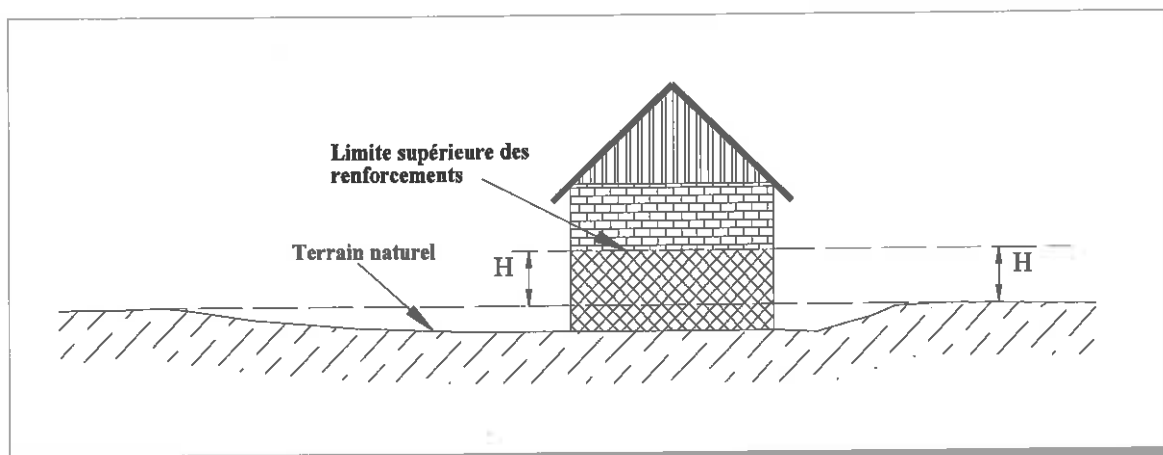 Limite supérieure des
renforcements
Terrain naturel
H
H